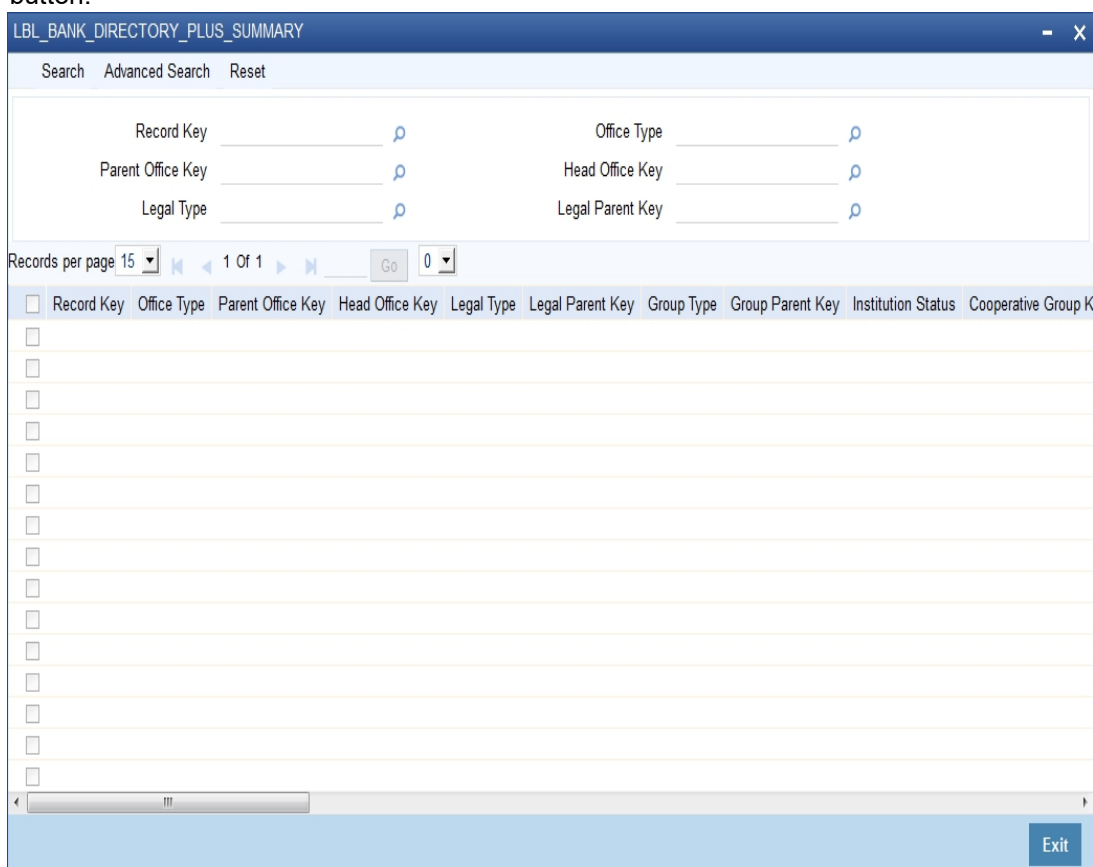 button.
LBL_BANK_DIRECTORY_PLUS_SUMMARY
Search Advanced Search Reset
Record Key Office Type
Parent Office Key Head Office Key
Legal Type Legal Parent Key
Records per page 15 1 Of 1 Go 0
Record Key Office Type Parent Office Key Head Office Key Legal Type Legal Parent Key Group Type Group Parent Key Institution Status Cooperative Group K
Exit